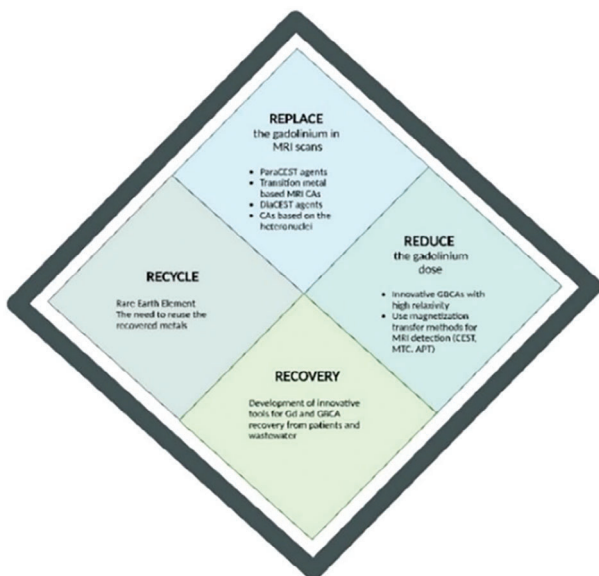 REPLACE
the gadolinium in
MRI scans
• ParaCEST agents
• Transition metal
based MRI CAs
• DiaCEST agents
• CAs based on the
heteronuclei
REDUCE
the gadolinium
dose
• Innovative GBCAs with
high relaxivity
• Use magnetization
transfer methods for
MRI detection (CEST,
MTC, APT)
RECYCLE
Rare Earth Element
The need to reuse the
recovered metals
RECOVERY
Development of innovative
tools for Gd and GBCA
recovery from patients and
wastewater